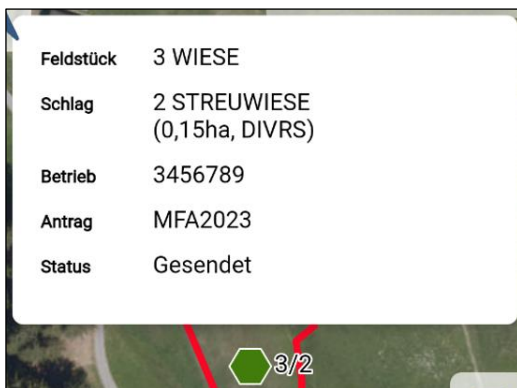 Feldstück 3 WIESE
Schlag 2 STREUWIESE
(0,15ha, DIVRS)
Betrieb 3456789
Antrag MFA2023
Status Gesendet
3/2